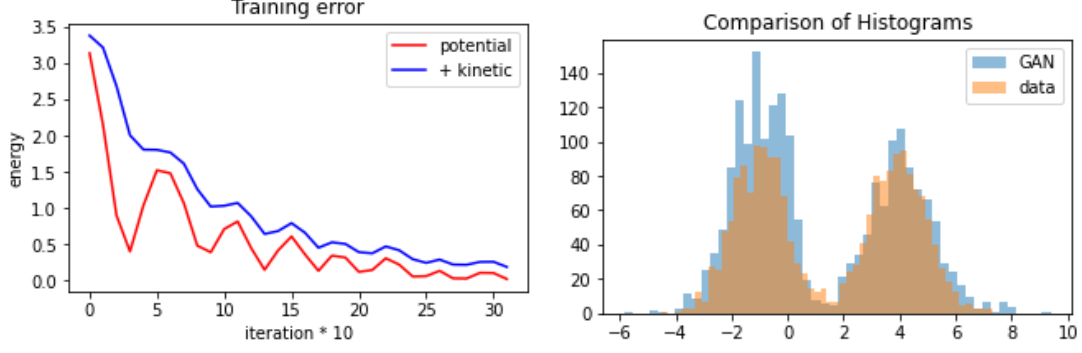 Training error
3.5
3.0
2.5
2.0
1.5
1.0
0.5
0.0
energy
potential
+ kinetic
0 5 10 15 20 25 30
iteration * 10
Comparison of Histograms
140
120
100
80
60
40
20
0
GAN
data
−6 −4 −2 0 2 4 6 8 10